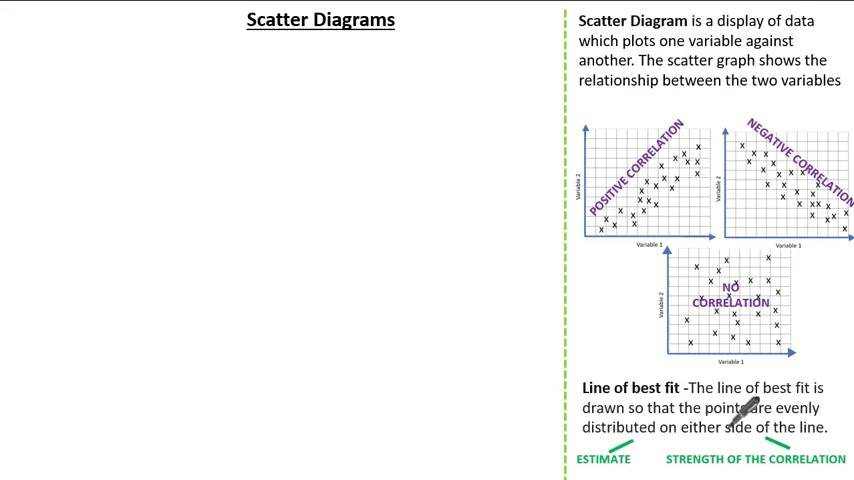 Scatter Diagrams
Scatter Diagram is a display of data
which plots one variable against
another. The scatter graph shows the
relationship between the two variables
POSITIVE CORRELATION
Variable 2
Variable 1
NEGATIVE CORRELATION
Variable 2
Variable 1
NO
CORRELATION
Variable 2
Variable 1
Line of best fit -The line of best fit is
drawn so that the points are evenly
distributed on either side of the line.
ESTIMATE
STRENGTH OF THE CORRELATION